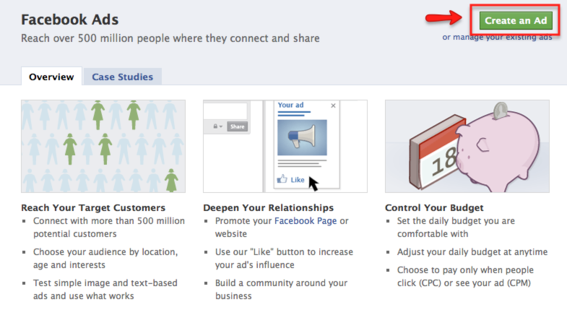 Facebook Ads
Create an Ad
Reach over 500 million people where they connect and share
or manage your existing ads
Overview
Case Studies
Share
Your ad
Like
18
Reach Your Target Customers
• Connect with more than 500 million
potential customers
• Choose your audience by location,
age and interests
• Test simple image and text-based
ads and use what works
Deepen Your Relationships
• Promote your Facebook Page or
website
• Use our "Like" button to increase
your ad's influence
• Build a community around your
business
Control Your Budget
• Set the daily budget you are
comfortable with
• Adjust your daily budget at anytime
• Choose to pay only when people
click (CPC) or see your ad (CPM)